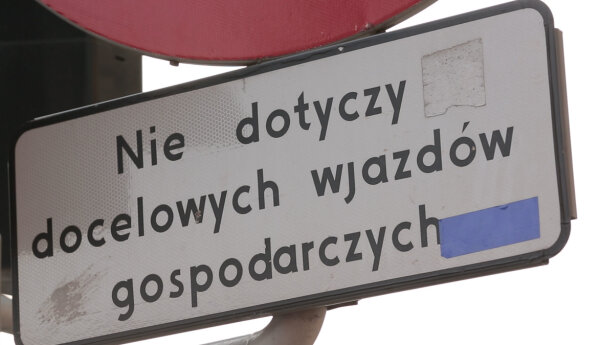 Nie dotyczy
docelowych wjazdów
gospodarczych